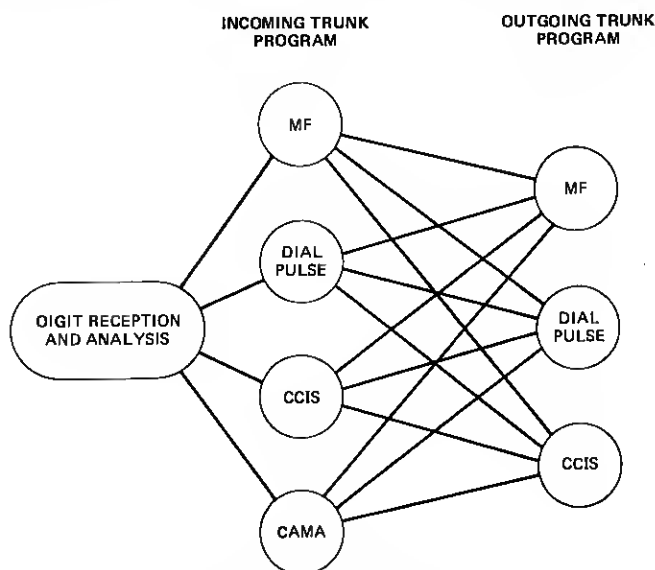 INCOMING TRUNK
PROGRAM
OUTGOING TRUNK
PROGRAM
MF
MF
DIAL
PULSE
OIGIT RECEPTION
AND ANALYSIS
DIAL
PULSE
CCIS
CCIS
CAMA